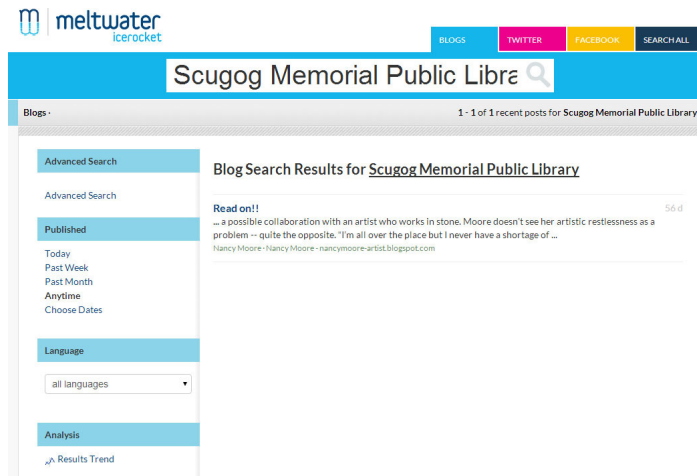 meltwater
icerocket
BLOGS
TWITTER
FACEBOOK
SEARCH ALL
Scugog Memorial Public Libra
Blogs ·
1 - 1 of 1 recent posts for Scugog Memorial Public Library
Advanced Search
Advanced Search
Published
Today
Past Week
Past Month
Anytime
Choose Dates
Language
all languages
Analysis
Results Trend
Blog Search Results for Scugog Memorial Public Library
Read on!!
56 d
... a possible collaboration with an artist who works in stone. Moore doesn't see her artistic restlessness as a
problem -- quite the opposite. "I'm all over the place but I never have a shortage of ...
Nancy Moore · Nancy Moore - nancymoore-artist.blogspot.com